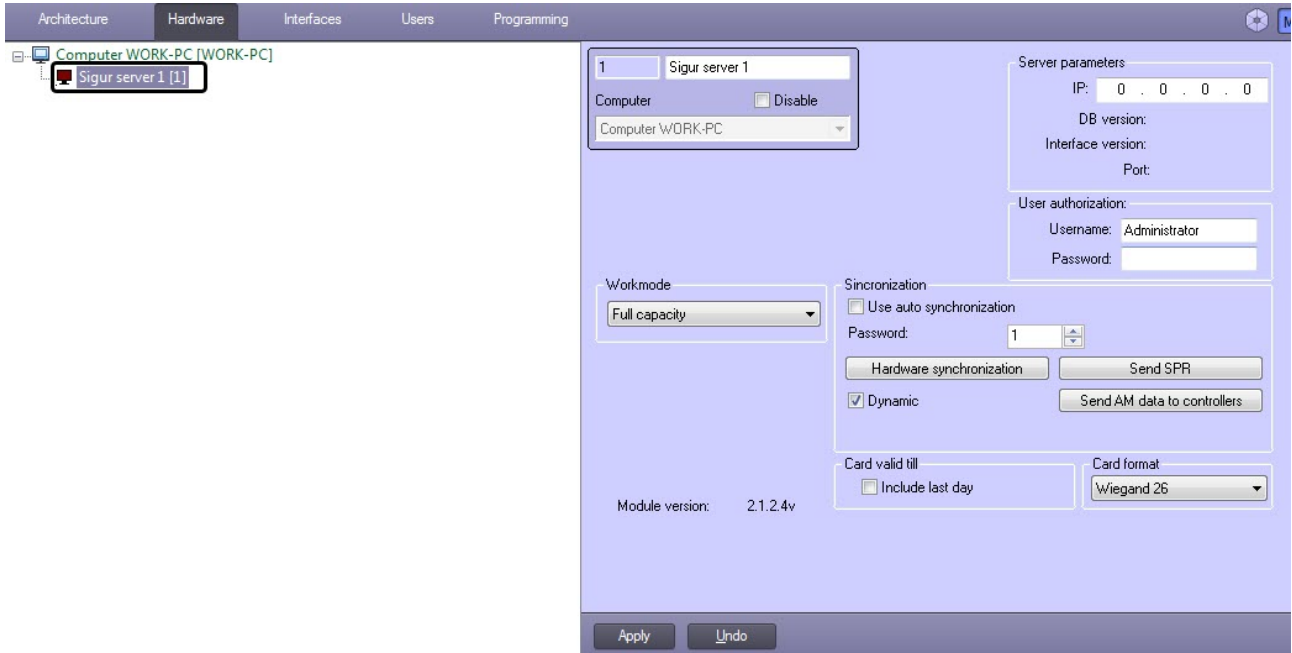 Architecture Hardware Interfaces Users Programming M
Computer WORK-PC [WORK-PC]
Sigur server 1 [1]
1 Sigur server 1
Computer Disable
Computer WORK-PC
Server parameters
IP: 0 . 0 . 0 . 0
DB version:
Interface version:
Port:
User authorization:
Username: Administrator
Password:
Workmode
Full capacity
Sincronization
Use auto synchronization
Password: 1
Hardware synchronization Send SPR
Dynamic Send AM data to controllers
Card valid till
Include last day
Card format
Wiegand 26
Module version: 2.1.2.4v
Apply Undo